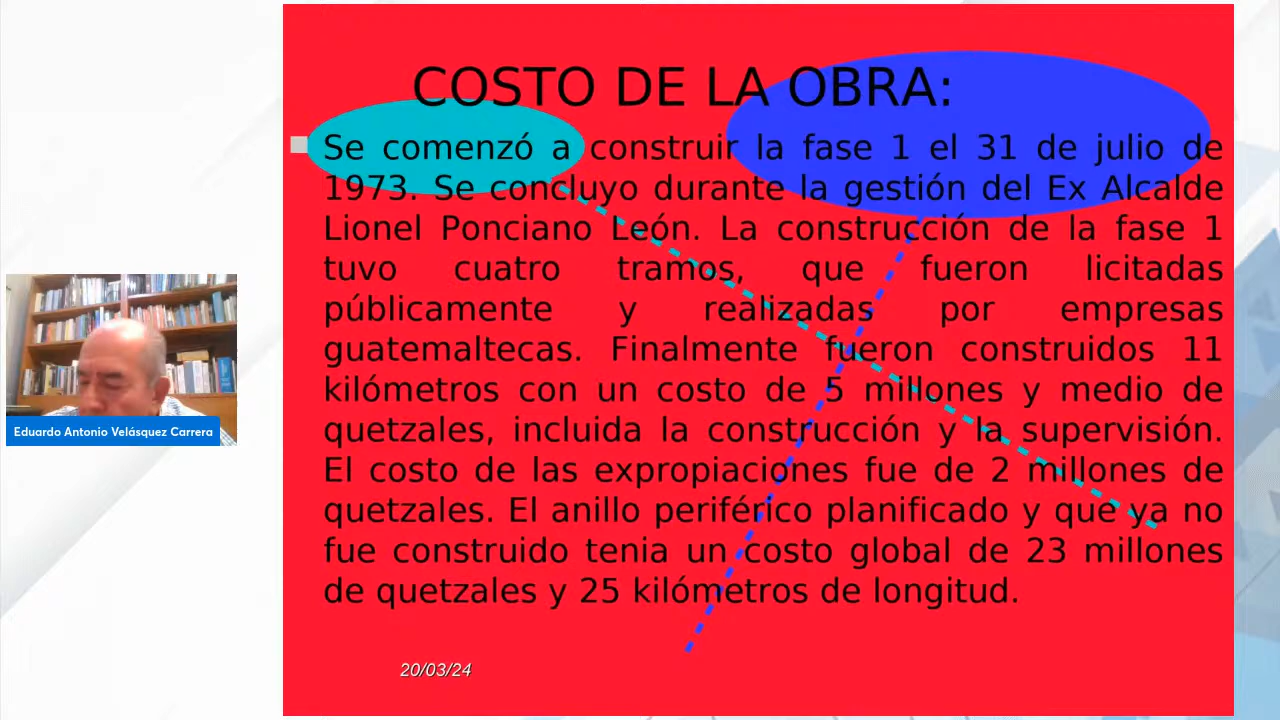 COSTO DE LA OBRA:
Se comenzó a construir la fase 1 el 31 de julio de
1973. Se concluyo durante la gestión del Ex Alcalde
Lionel Ponciano León. La construcción de la fase 1
tuvo cuatro tramos, que fueron licitadas
públicamente y realizadas por empresas
guatemaltecas. Finalmente fueron construidos 11
kilómetros con un costo de 5 millones y medio de
quetzales, incluida la construcción y la supervisión.
El costo de las expropiaciones fue de 2 millones de
quetzales. El anillo periférico planificado y que ya no
fue construido tenia un costo global de 23 millones
de quetzales y 25 kilómetros de longitud.
20/03/24
Eduardo Antonio Velásquez Carrera